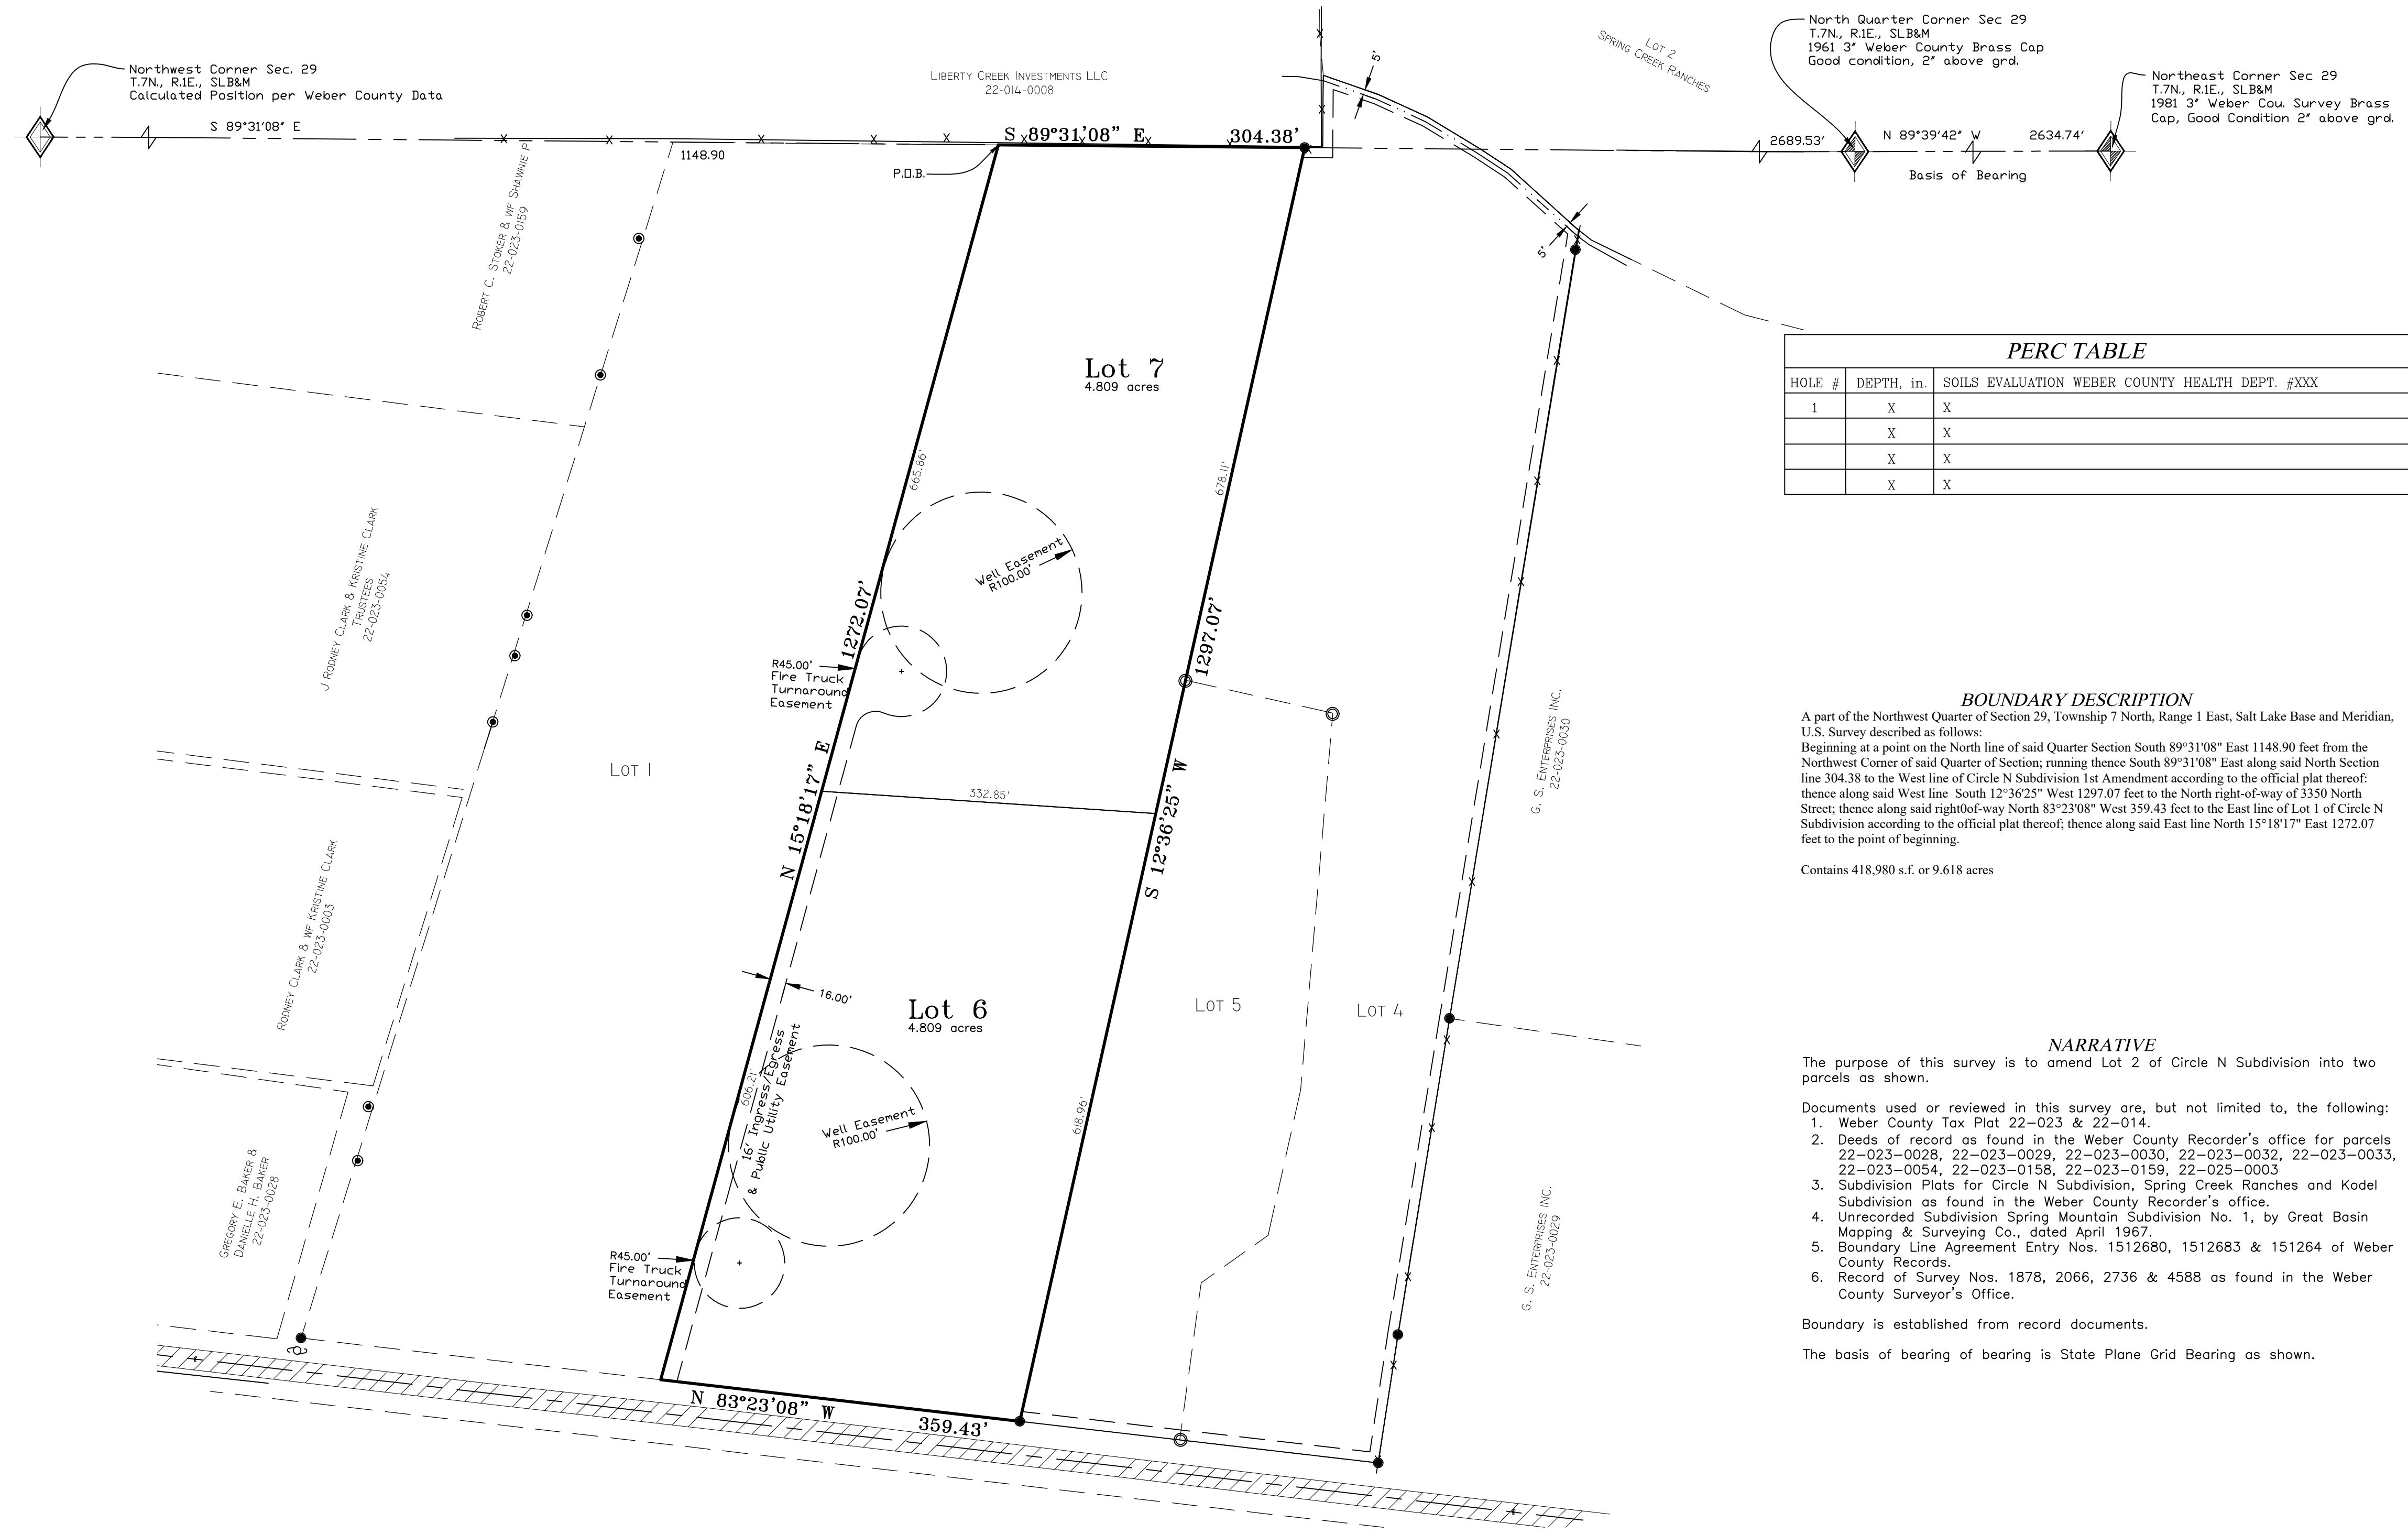 Northwest Corner Sec. 29
T.7N., R.1E., SLB&M
Calculated Position per Weber County Data
S 89°31'08" E
LIBERTY CREEK INVESTMENTS LLC
22-014-0008
LOT 2
SPRING CREEK RANCHES
North Quarter Corner Sec 29
T.7N., R.1E., SLB&M
1961 3" Weber County Brass Cap
Good condition, 2" above grd.
Northeast Corner Sec 29
T.7N., R.1E., SLB&M
1981 3" Weber Cou. Survey Brass
Cap, Good Condition 2" above grd.
5'
S 89°31'08" E
304.38'
1148.90
P.O.B.
2689.53'
N 89°39'42" W
2634.74'
Basis of Bearing
5'
ROBERT C. STOKER & WF SHAWNIE P
22-023-0159
Lot 7
4.809 acres
665.86'
678.11'
Well Easement
R100.00'
1272.07'
1297.07'
R45.00'
Fire Truck
Turnaround
Easement
J RODNEY CLARK & KRISTINE CLARK
TRUSTEES
22-023-0054
LOT 1
N 15°18'17" E
332.85'
S 12°36'25" W
G. S. ENTERPRISES INC.
22-023-0030
RODNEY CLARK & WF KRISTINE CLARK
22-023-0003
16.00'
Lot 6
4.809 acres
LOT 5
LOT 4
606.21'
16' Ingress/Egress
& Public Utility Easement
Well Easement
R100.00'
618.96'
GREGORY E. BAKER &
DANIELLE H. BAKER
22-023-0028
R45.00'
Fire Truck
Turnaround
Easement
G. S. ENTERPRISES INC.
22-023-0029
N 83°23'08" W
359.43'
PERC TABLE
HOLE # DEPTH, in. SOILS EVALUATION WEBER COUNTY HEALTH DEPT. #XXX
1 X X
X X
X X
X X
BOUNDARY DESCRIPTION
A part of the Northwest Quarter of Section 29, Township 7 North, Range 1 East, Salt Lake Base and Meridian,
U.S. Survey described as follows:
Beginning at a point on the North line of said Quarter Section South 89°31'08" East 1148.90 feet from the
Northwest Corner of said Quarter of Section; running thence South 89°31'08" East along said North Section
line 304.38 to the West line of Circle N Subdivision 1st Amendment according to the official plat thereof:
thence along said West line South 12°36'25" West 1297.07 feet to the North right-of-way of 3350 North
Street; thence along said right0of-way North 83°23'08" West 359.43 feet to the East line of Lot 1 of Circle N
Subdivision according to the official plat thereof; thence along said East line North 15°18'17" East 1272.07
feet to the point of beginning.
Contains 418,980 s.f. or 9.618 acres
NARRATIVE
The purpose of this survey is to amend Lot 2 of Circle N Subdivision into two
parcels as shown.
Documents used or reviewed in this survey are, but not limited to, the following:
1. Weber County Tax Plat 22-023 & 22-014.
2. Deeds of record as found in the Weber County Recorder's office for parcels
22-023-0028, 22-023-0029, 22-023-0030, 22-023-0032, 22-023-0033,
22-023-0054, 22-023-0158, 22-023-0159, 22-025-0003
3. Subdivision Plats for Circle N Subdivision, Spring Creek Ranches and Kodel
Subdivision as found in the Weber County Recorder's office.
4. Unrecorded Subdivision Spring Mountain Subdivision No. 1, by Great Basin
Mapping & Surveying Co., dated April 1967.
5. Boundary Line Agreement Entry Nos. 1512680, 1512683 & 151264 of Weber
County Records.
6. Record of Survey Nos. 1878, 2066, 2736 & 4588 as found in the Weber
County Surveyor's Office.
Boundary is established from record documents.
The basis of bearing of bearing is State Plane Grid Bearing as shown.